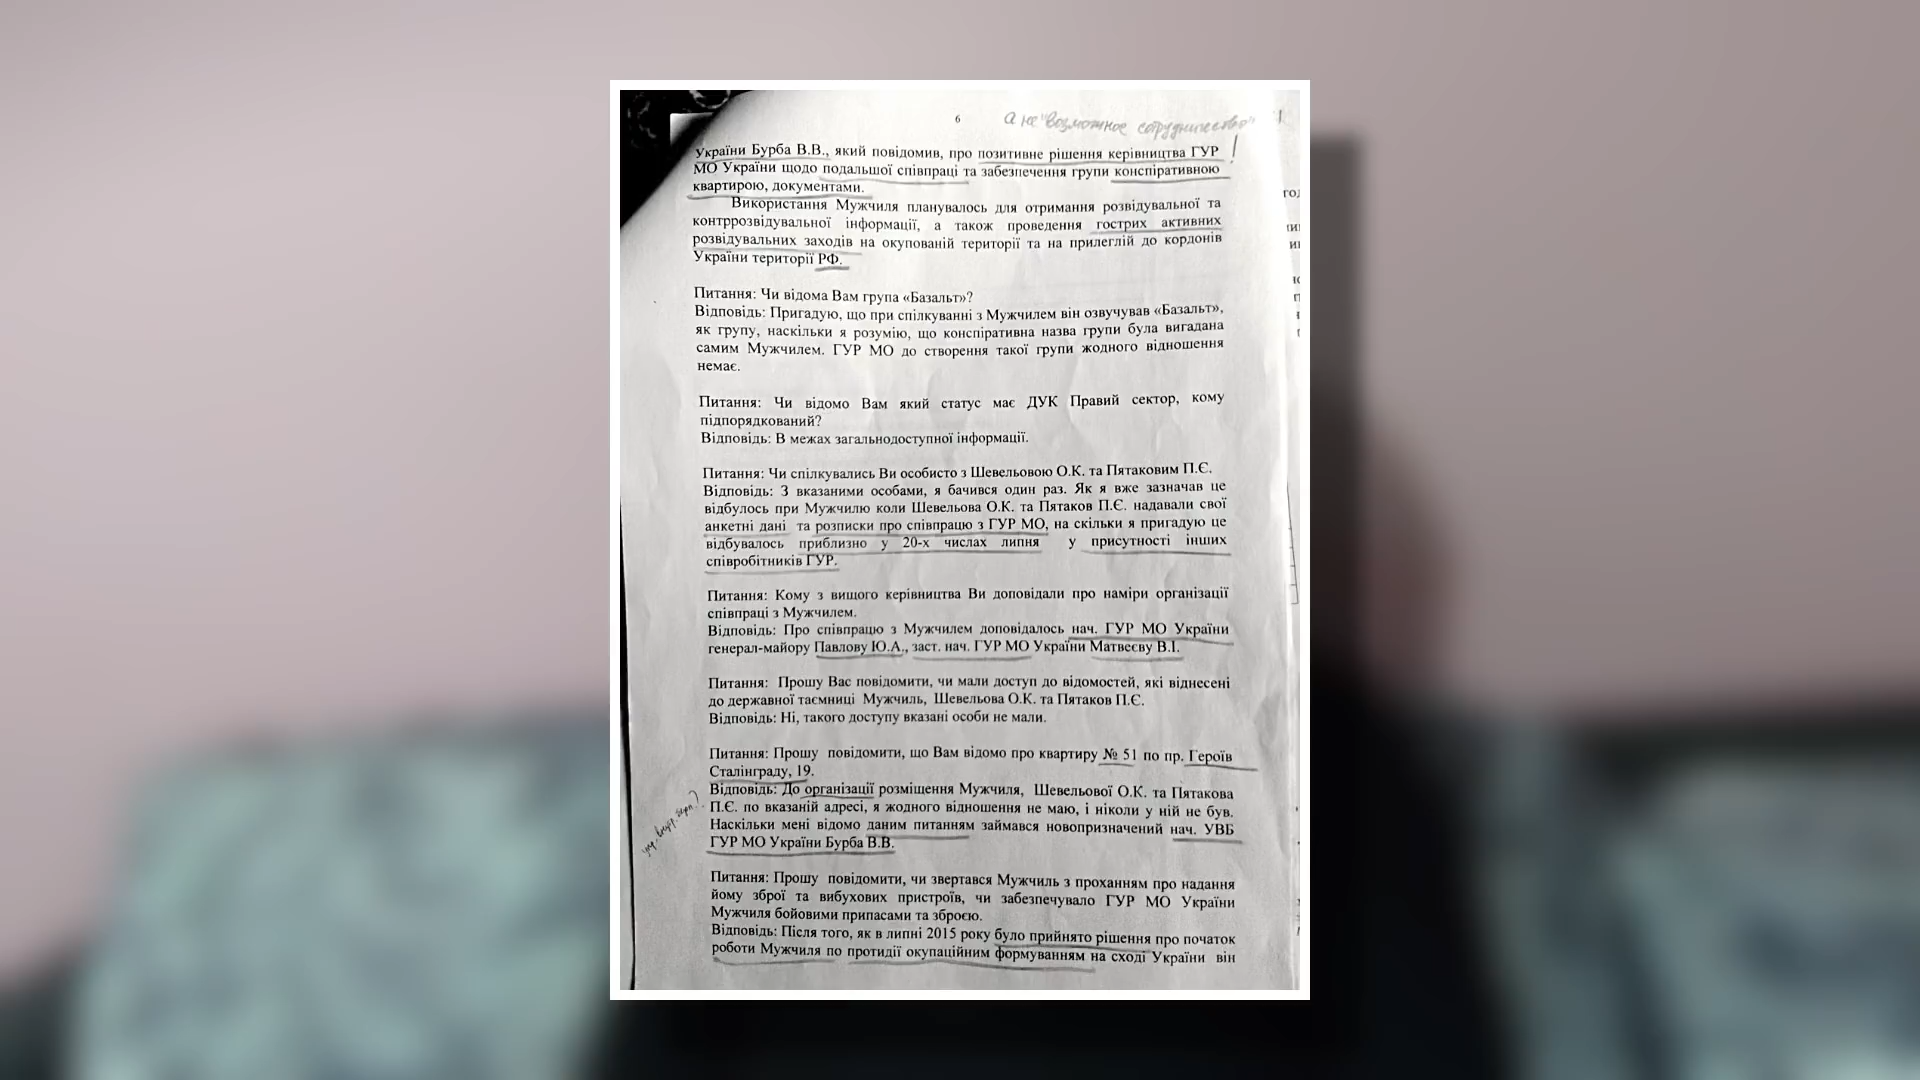 6
а не "возможное сотрудничество" !
України Бурба В.В., який повідомив, про позитивне рішення керівництва ГУР
МО України щодо подальшої співпраці та забезпечення групи конспіративною
квартирою, документами.
Використання Мужчиля планувалось для отримання розвідувальної та
контррозвідувальної інформації, а також проведення гострих активних
розвідувальних заходів на окупованій території та на прилеглій до кордонів
України території РФ.
Питання: Чи відома Вам група «Базальт»?
Відповідь: Пригадую, що при спілкуванні з Мужчилем він озвучував «Базальт»,
як групу, наскільки я розумію, що конспіративна назва групи була вигадана
самим Мужчилем. ГУР МО до створення такої групи жодного відношення
немає.
Питання: Чи відомо Вам який статус має ДУК Правий сектор, кому
підпорядкований?
Відповідь: В межах загальнодоступної інформації.
Питання: Чи спілкувались Ви особисто з Шевельовою О.К. та Пятаковим П.Є.
Відповідь: З вказаними особами, я бачився один раз. Як я вже зазначав це
відбулось при Мужчилю коли Шевельова О.К. та Пятаков П.Є. надавали свої
анкетні дані та розписки про співпрацю з ГУР МО, на скільки я пригадую це
відбувалось приблизно у 20-х числах липня у присутності інших
співробітників ГУР.
Питання: Кому з вищого керівництва Ви доповідали про наміри організації
співпраці з Мужчилем.
Відповідь: Про співпрацю з Мужчилем доповідалось нач. ГУР МО України
генерал-майору Павлову Ю.А., заст. нач. ГУР МО України Матвеєву В.І.
Питання: Прошу Вас повідомити, чи мали доступ до відомостей, які віднесені
до державної таємниці Мужчиль, Шевельова О.К. та Пятаков П.Є.
Відповідь: Ні, такого доступу вказані особи не мали.
Питання: Прошу повідомити, що Вам відомо про квартиру № 51 по пр. Героїв
Сталінграду, 19.
Відповідь: До організації розміщення Мужчиля, Шевельової О.К. та Пятакова
П.Є. по вказаній адресі, я жодного відношення не маю, і ніколи у ній не був.
Наскільки мені відомо даним питанням займався новопризначений нач. УВБ
ГУР МО України Бурба В.В.
Питання: Прошу повідомити, чи звертався Мужчиль з проханням про надання
йому зброї та вибухових пристроїв, чи забезпечувало ГУР МО України
Мужчиля бойовими припасами та зброєю.
Відповідь: Після того, як в липні 2015 року було прийнято рішення про початок
роботи Мужчиля по протидії окупаційним формуванням на сході України він